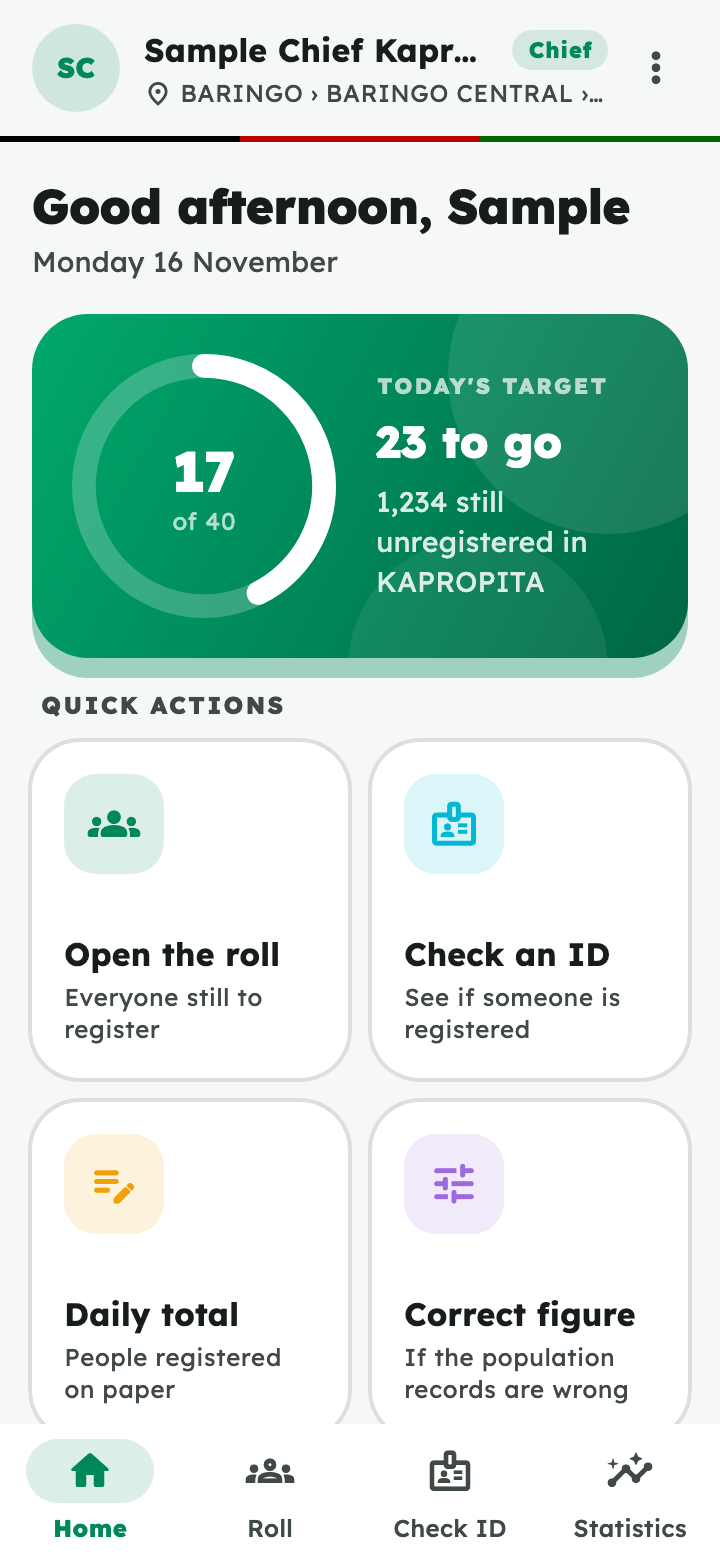 SC
Sample Chief Kapr...
Chief
BARINGO › BARINGO CENTRAL ›...
Good afternoon, Sample
Monday 16 November
17
of 40
TODAY'S TARGET
23 to go
1,234 still
unregistered in
KAPROPITA
QUICK ACTIONS
Open the roll
Everyone still to
register
Check an ID
See if someone is
registered
Daily total
People registered
on paper
Correct figure
If the population
records are wrong
Home
Roll
Check ID
Statistics